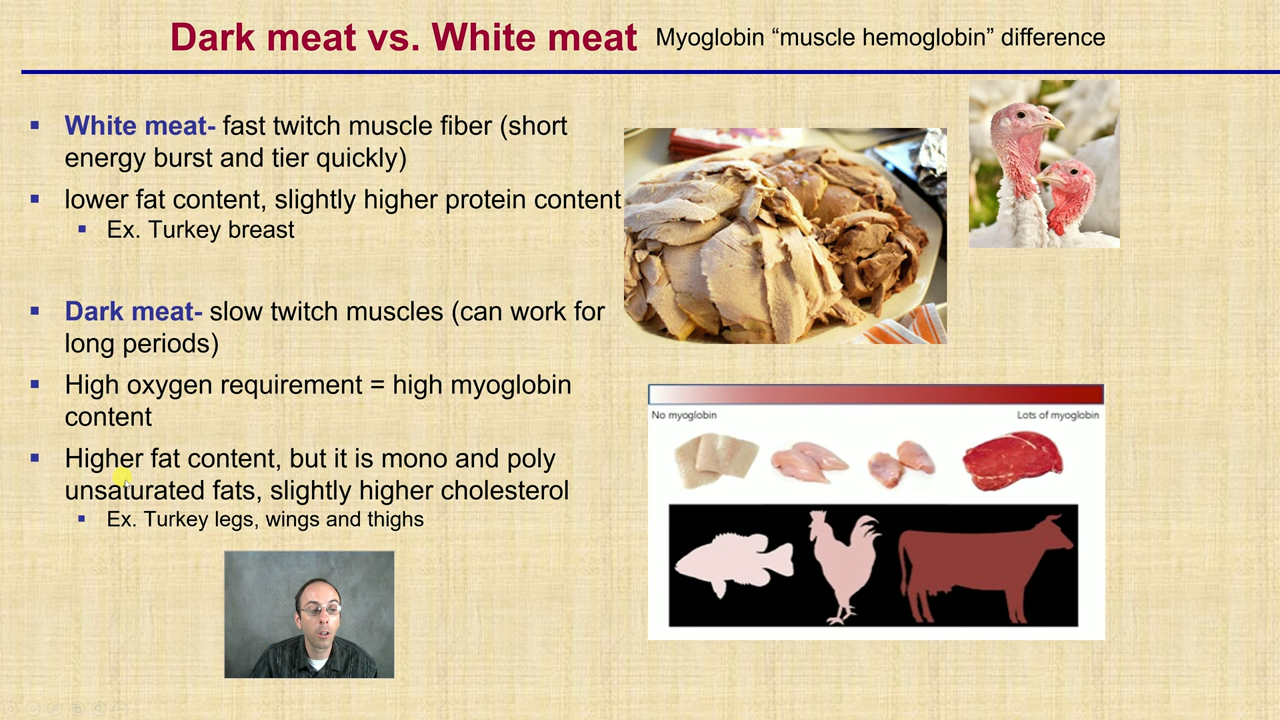 Dark meat vs. White meat Myoglobin “muscle hemoglobin” difference
White meat- fast twitch muscle fiber (short
energy burst and tier quickly)
lower fat content, slightly higher protein content
Ex. Turkey breast
Dark meat- slow twitch muscles (can work for
long periods)
High oxygen requirement = high myoglobin
content
Higher fat content, but it is mono and poly
unsaturated fats, slightly higher cholesterol
Ex. Turkey legs, wings and thighs
No myoglobin Lots of myoglobin